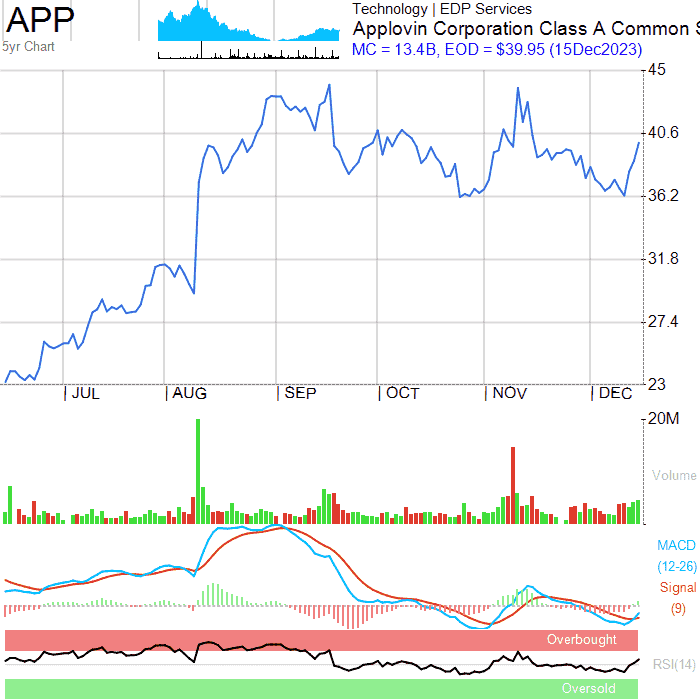 APP
5yr Chart
Technology | EDP Services
Applovin Corporation Class A Common S
MC = 13.4B, EOD = $39.95 (15Dec2023)
45
40.6
36.2
31.8
27.4
23
JUL AUG SEP OCT NOV DEC
20M
Volume
MACD
(12-26)
Signal
(9)
Overbought
RSI(14)
Oversold